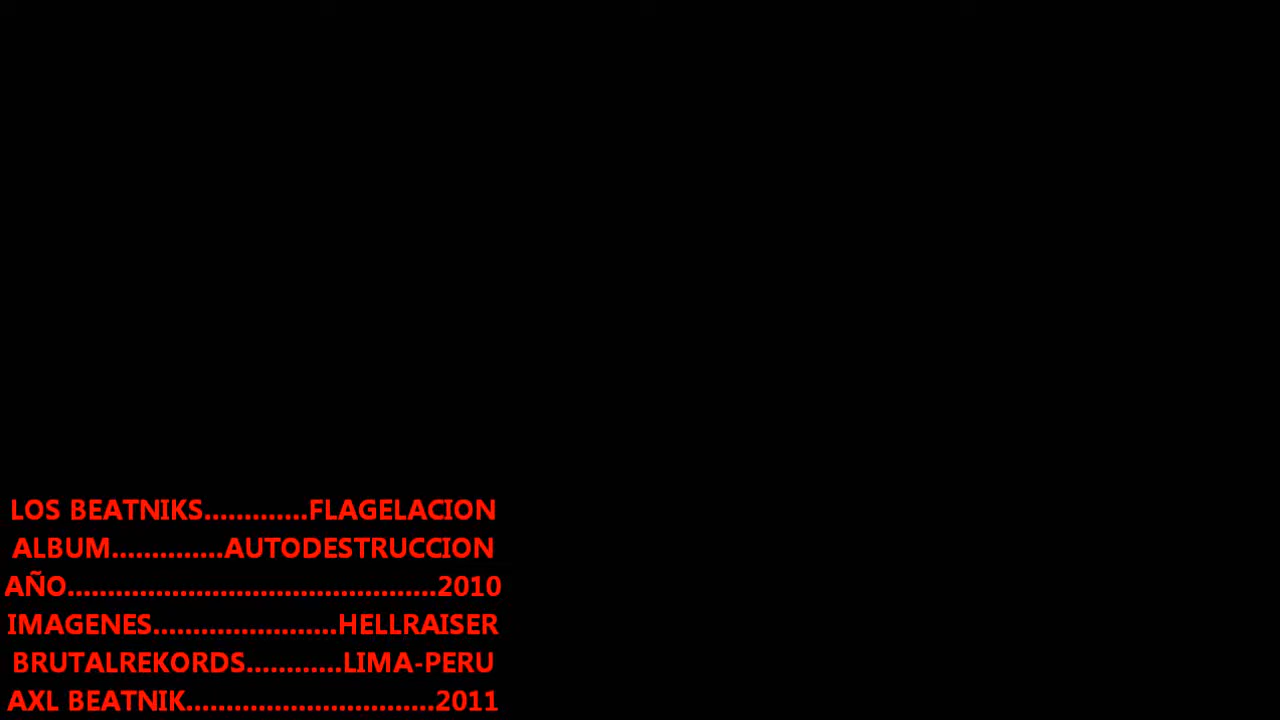 LOS BEATNIKS.............FLAGELACION
ALBUM..............AUTODESTRUCCION
AÑO..............................................2010
IMAGENES.......................HELLRAISER
BRUTALREKORDS............LIMA-PERU
AXL BEATNIK...............................2011